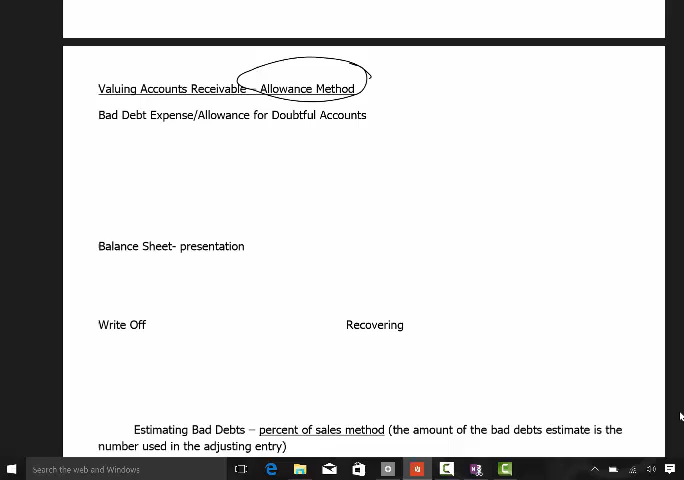 Valuing Accounts Receivable – Allowance Method
Bad Debt Expense/Allowance for Doubtful Accounts
Balance Sheet- presentation
Write Off
Recovering
Estimating Bad Debts – percent of sales method (the amount of the bad debts estimate is the
number used in the adjusting entry)
Search the web and Windows